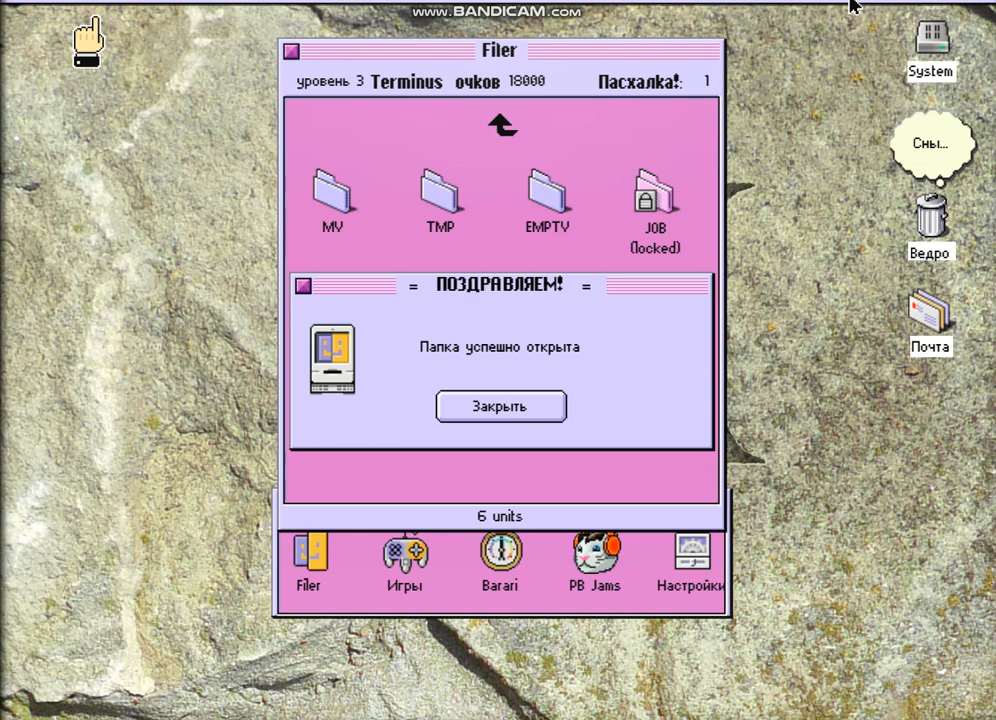 www.BANDICAM.com
Filer
уровень 3 Terminus очков 18000 Пасхалка!: 1
MY
TMP
EMPTY
JOB
(locked)
= ПОЗДРАВЛЯЕМ! =
Папка успешно открыта
Закрыть
6 units
Filer
Игры
Barari
PB Jams
Настройки
System
Сны...
Ведро
Почта